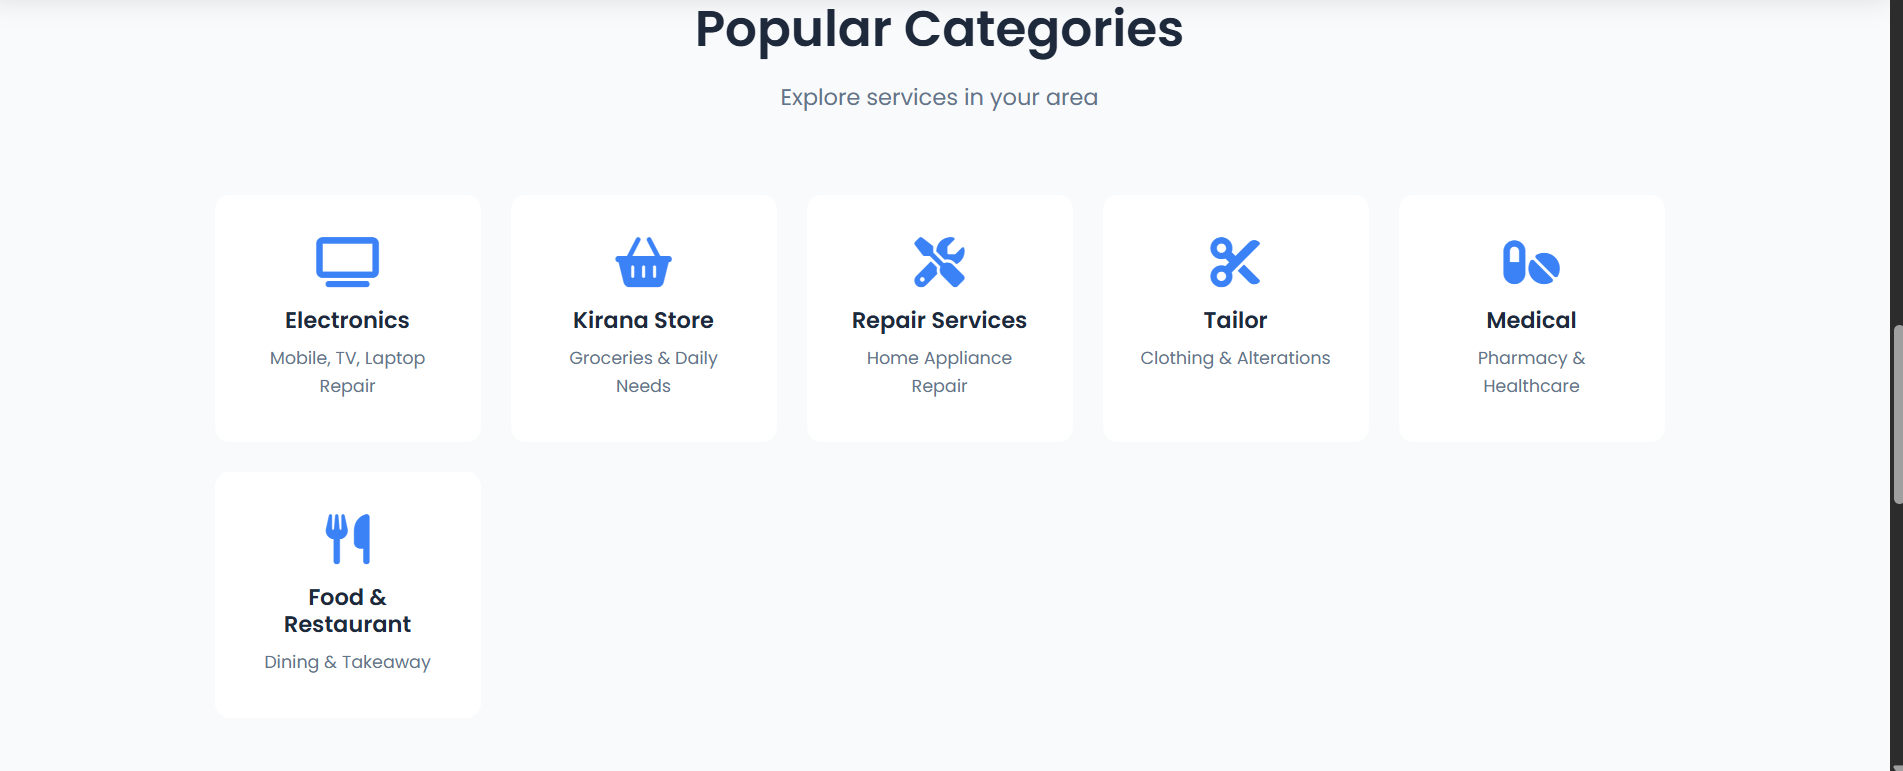 Popular Categories
Explore services in your area
Electronics
Mobile, TV, Laptop
Repair
Kirana Store
Groceries & Daily
Needs
Repair Services
Home Appliance
Repair
Tailor
Clothing & Alterations
Medical
Pharmacy &
Healthcare
Food &
Restaurant
Dining & Takeaway